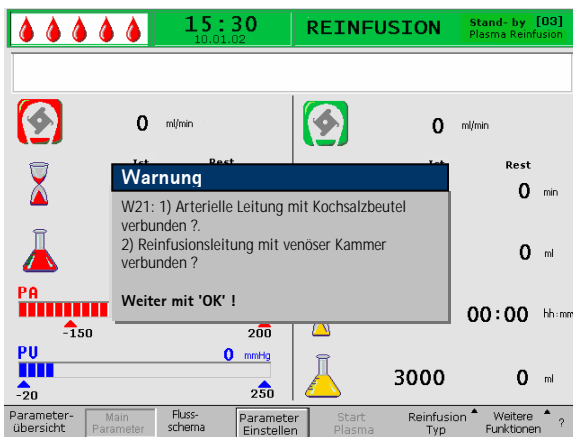 15:30
10.01.02
REINFUSION
Stand- by [03]
Plasma Reinfusion
0 ml/min
0 ml/min
Ist Rest
Rest
Warnung
W21: 1) Arterielle Leitung mit Kochsalzbeutel
verbunden ?.
2) Reinfusionsleitung mit venöser Kammer
verbunden ?
Weiter mit 'OK' !
0 min
0 ml
PA
-150 200
00:00 hh:mm
PV 0 mmHg
-20 250
3000 0 ml
Parameter-
übersicht
Main
Parameter
Fluss-
schema
Parameter
Einstellen
Start
Plasma
Reinfusion
Typ
Weitere
Funktionen
?